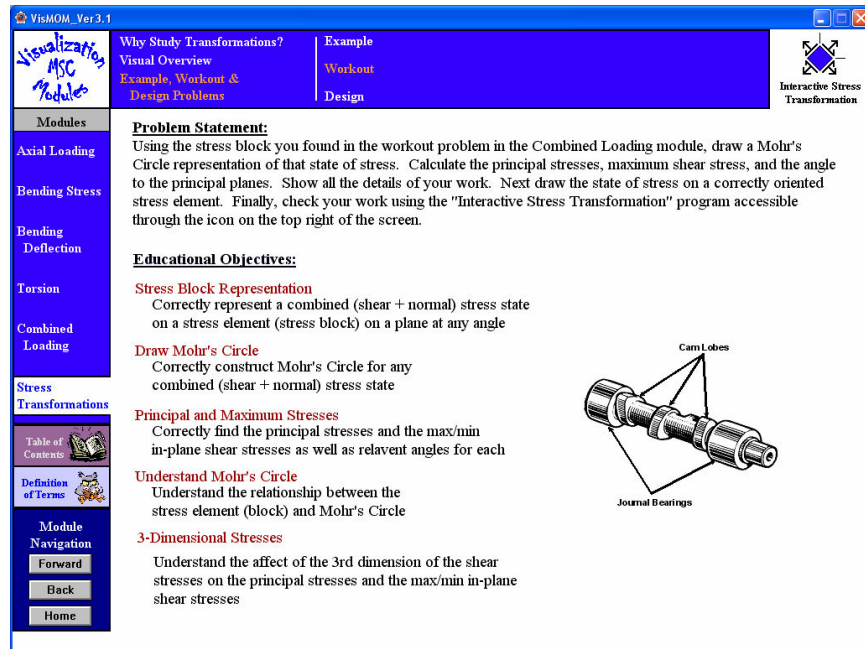 VisMOM_Ver3.1
Visualization
MSC
Modules
Why Study Transformations?
Visual Overview
Example, Workout &
Design Problems
Example
Workout
Design
Interactive Stress
Transformation
Modules
Axial Loading
Bending Stress
Bending
Deflection
Torsion
Combined
Loading
Stress
Transformations
Table of
Contents
Definition
of Terms
Module
Navigation
Forward
Back
Home
Problem Statement:
Using the stress block you found in the workout problem in the Combined Loading module, draw a Mohr's
Circle representation of that state of stress. Calculate the principal stresses, maximum shear stress, and the angle
to the principal planes. Show all the details of your work. Next draw the state of stress on a correctly oriented
stress element. Finally, check your work using the "Interactive Stress Transformation" program accessible
through the icon on the top right of the screen.
Educational Objectives:
Stress Block Representation
Correctly represent a combined (shear + normal) stress state
on a stress element (stress block) on a plane at any angle
Draw Mohr's Circle
Correctly construct Mohr's Circle for any
combined (shear + normal) stress state
Principal and Maximum Stresses
Correctly find the principal stresses and the max/min
in-plane shear stresses as well as relavent angles for each
Understand Mohr's Circle
Understand the relationship between the
stress element (block) and Mohr's Circle
3-Dimensional Stresses
Understand the affect of the 3rd dimension of the shear
stresses on the principal stresses and the max/min in-plane
shear stresses
Cam Lobes
Journal Bearings